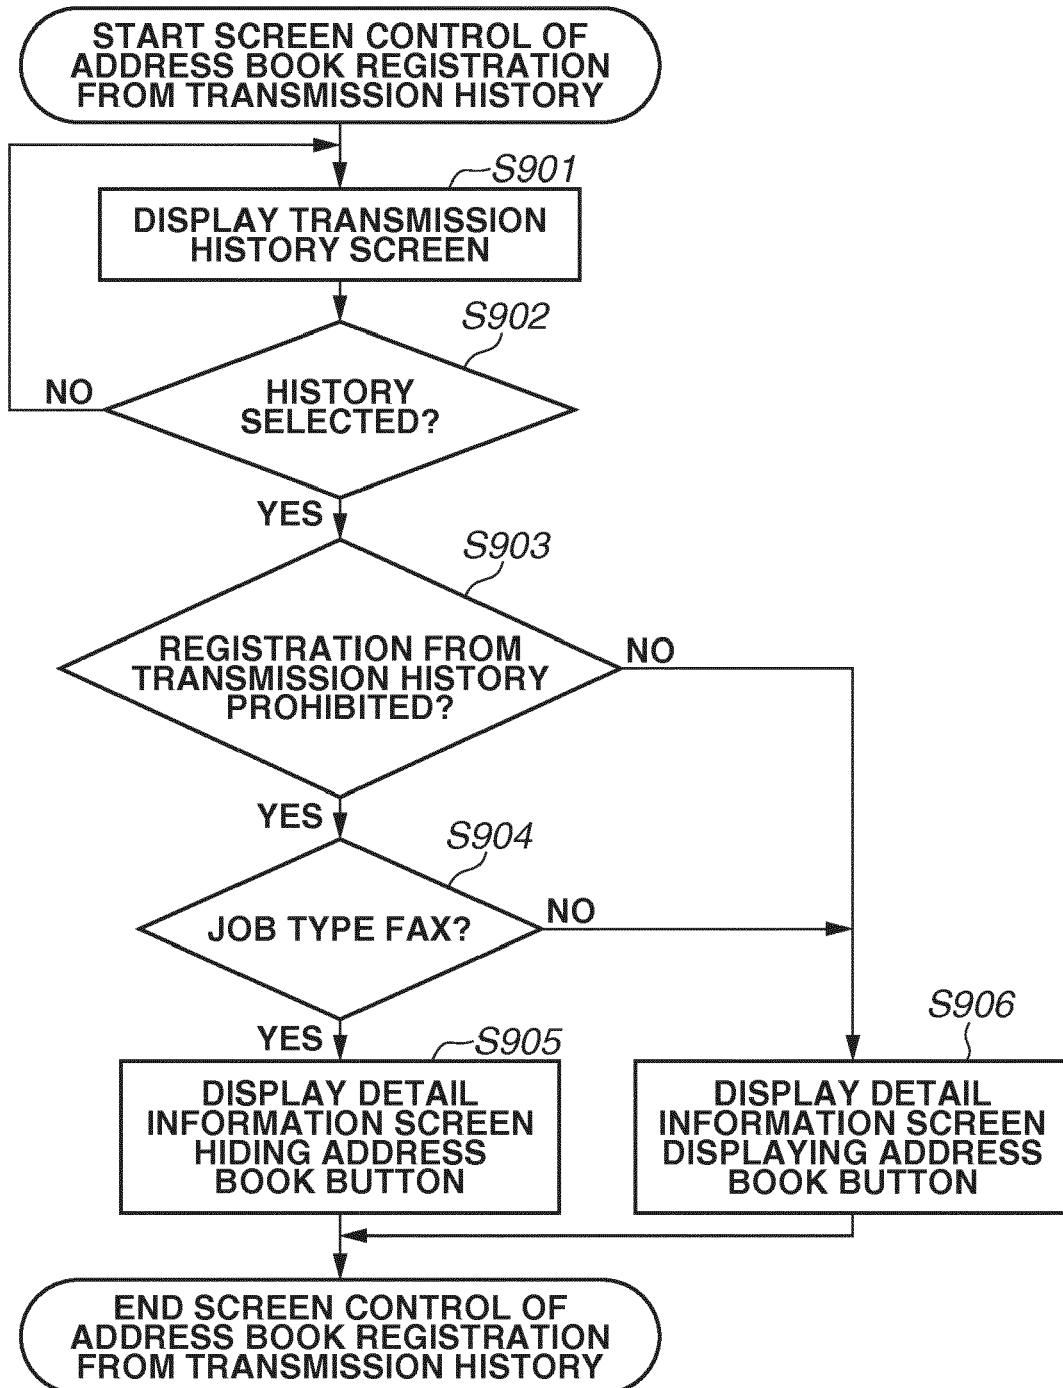 START SCREEN CONTROL OF
ADDRESS BOOK REGISTRATION
FROM TRANSMISSION HISTORY
S901
DISPLAY TRANSMISSION
HISTORY SCREEN
S902
NO
HISTORY
SELECTED?
YES
S903
REGISTRATION FROM
TRANSMISSION HISTORY
PROHIBITED?
NO
YES
S904
JOB TYPE FAX?
NO
YES
S905
DISPLAY DETAIL
INFORMATION SCREEN
HIDING ADDRESS
BOOK BUTTON
S906
DISPLAY DETAIL
INFORMATION SCREEN
DISPLAYING ADDRESS
BOOK BUTTON
END SCREEN CONTROL OF
ADDRESS BOOK REGISTRATION
FROM TRANSMISSION HISTORY